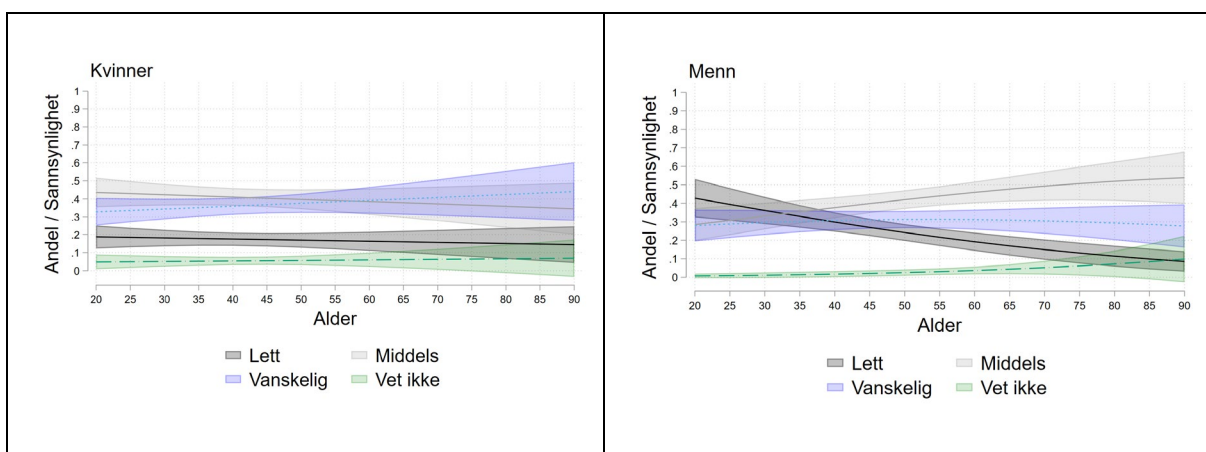 Kvinner
Andel / Sannsynlighet
1
.9
.8
.7
.6
.5
.4
.3
.2
.1
0
20 25 30 35 40 45 50 55 60 65 70 75 80 85 90
Alder
Lett Middels
Vanskelig Vet ikke
Menn
Andel / Sannsynlighet
1
.9
.8
.7
.6
.5
.4
.3
.2
.1
0
20 25 30 35 40 45 50 55 60 65 70 75 80 85 90
Alder
Lett Middels
Vanskelig Vet ikke